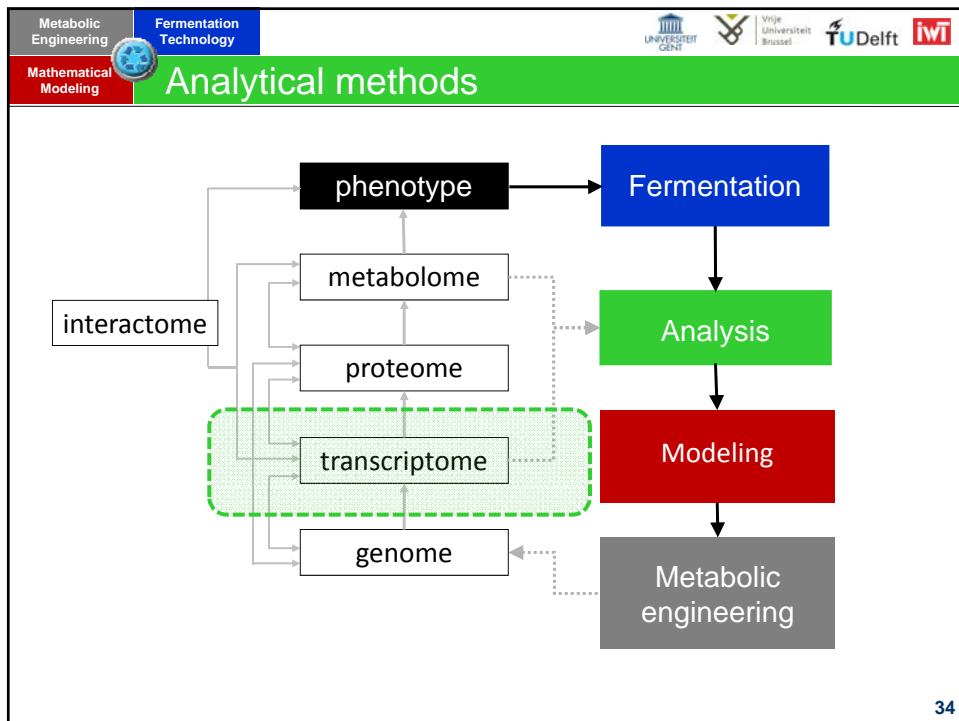 Metabolic
Engineering
Fermentation
Technology
Mathematical
Modeling
UNIVERSITEIT
GENT
Vrije
Universiteit
Brussel
TUDelft
iwt
Analytical methods
phenotype
Fermentation
metabolome
interactome
Analysis
proteome
transcriptome
Modeling
genome
Metabolic
engineering
34